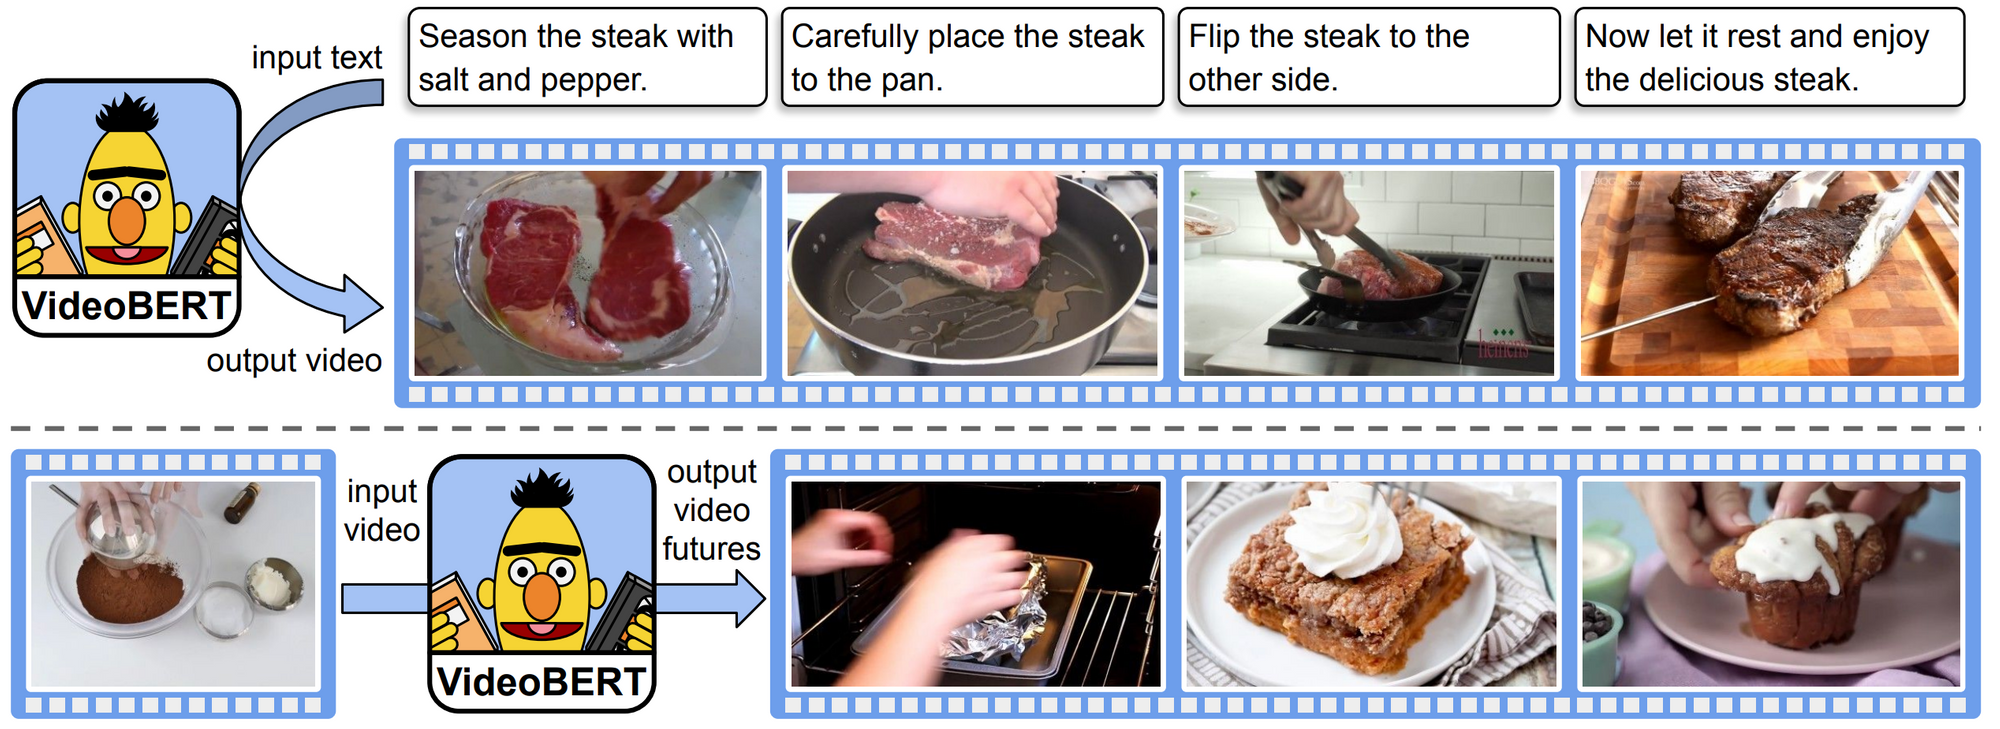 input text
Season the steak with
salt and pepper.
Carefully place the steak
to the pan.
Flip the steak to the
other side.
Now let it rest and enjoy
the delicious steak.
VideoBERT
output video
heinens
input
video
VideoBERT
output
video
futures